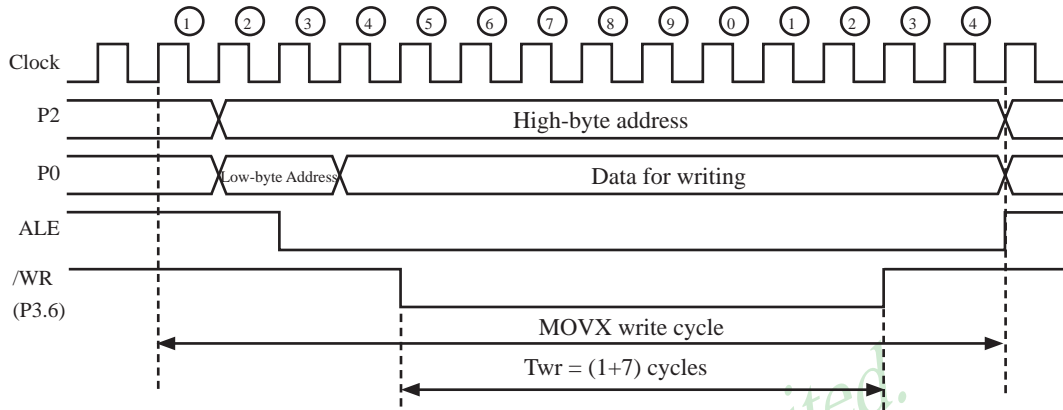 1 2 3 4 5 6 7 8 9 0 1 2 3 4
Clock
P2 High-byte address
P0 Low-byte Address Data for writing
ALE
/WR
(P3.6)
MOVX write cycle
Twr = (1+7) cycles
ited.